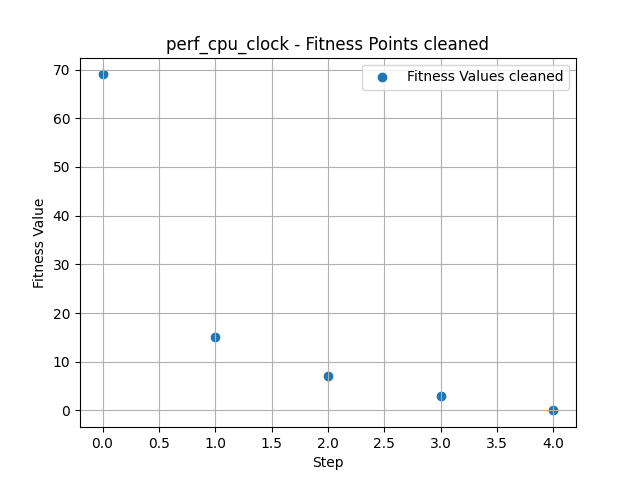 perf_cpu_clock - Fitness Points cleaned
Fitness Values cleaned
70
60
50
40
30
20
10
0
Fitness Value
0.0 0.5 1.0 1.5 2.0 2.5 3.0 3.5 4.0
Step